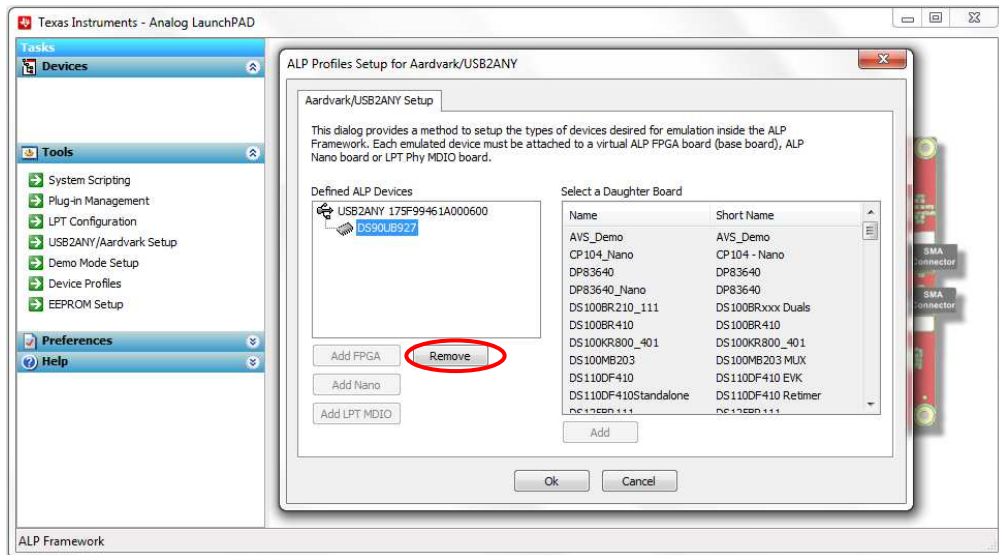 Texas Instruments - Analog LaunchPAD
Tasks
Devices
Tools
System Scripting
Plug-in Management
LPT Configuration
USB2ANY/Aardvark Setup
Demo Mode Setup
Device Profiles
EEPROM Setup
Preferences
Help
ALP Profiles Setup for Aardvark/USB2ANY
Aardvark/USB2ANY Setup
This dialog provides a method to setup the types of devices desired for emulation inside the ALP
Framework. Each emulated device must be attached to a virtual ALP FPGA board (base board), ALP
Nano board or LPT Phy MDIO board.
Defined ALP Devices
USB2ANY 175F99461A000600
DS90UB927
Add FPGA Remove
Add Nano
Add LPT MDIO
Select a Daughter Board
Name Short Name
AVS_Demo AVS_Demo
CP104_Nano CP104 - Nano
DP83640 DP83640
DP83640_Nano DP83640
DS100BR210_111 DS100BRxxx Duals
DS100BR410 DS100BR410
DS100KR800_401 DS100KR800_401
DS100MB203 DS100MB203 MUX
DS110DF410 DS110DF410 EVK
DS110DF410Standalone DS110DF410 Retimer
Add
Ok Cancel
SMA
Connector
SMA
Connector
ALP Framework